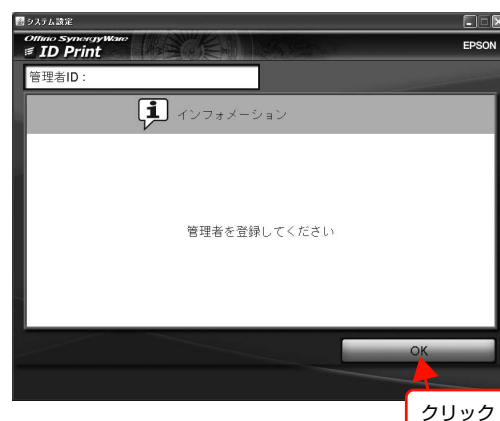 システム設定
Offirio SynergyWare
ID Print
EPSON
管理者ID：
インフォメーション
管理者を登録してください
OK
クリック